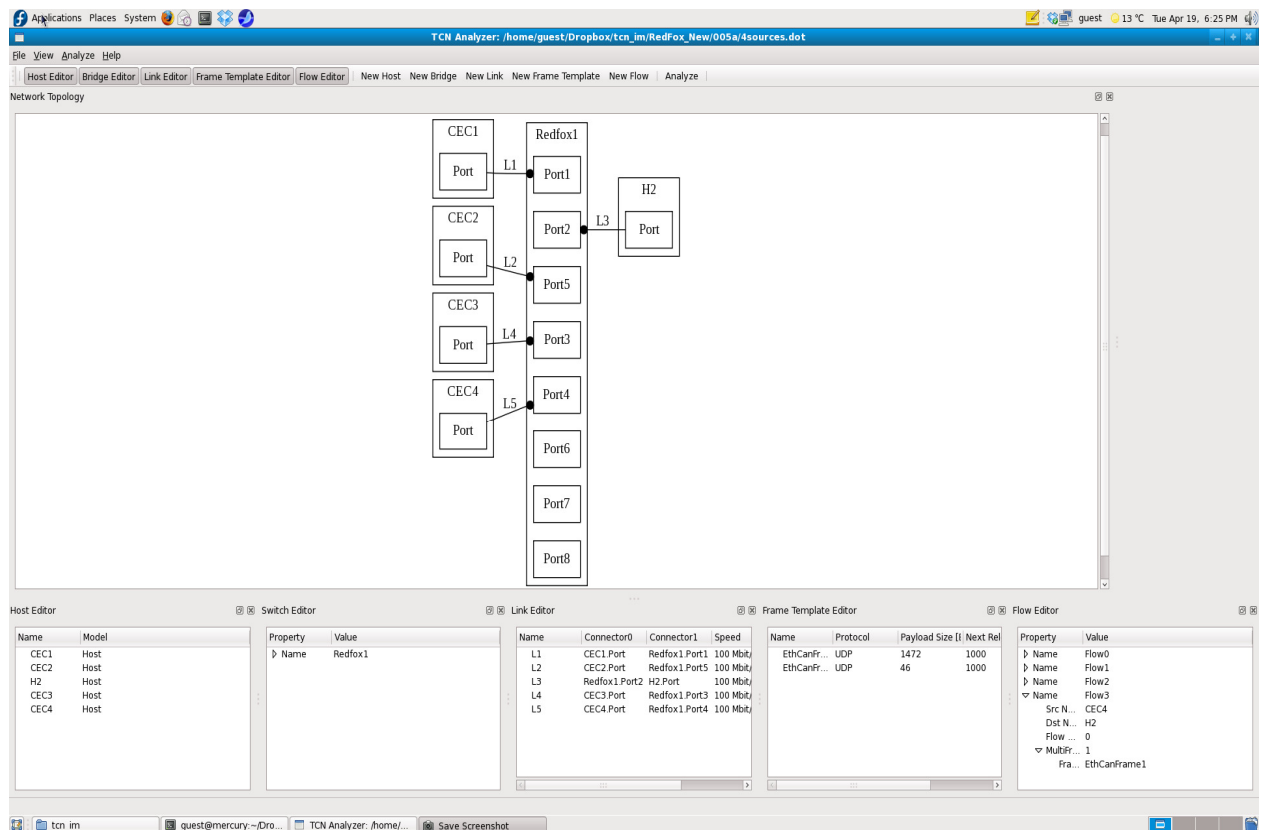 Applications Places System guest 13 °C Tue Apr 19, 6:25 PM
TCN Analyzer: /home/guest/Dropbox/tcn_im/RedFox_New/005a/4sources.dot
File View Analyze Help
Host Editor Bridge Editor Link Editor Frame Template Editor Flow Editor New Host New Bridge New Link New Frame Template New Flow Analyze
Network Topology
CEC1
Port
L1
CEC2
Port
L2
CEC3
Port
L4
CEC4
Port
L5
Redfox1
Port1
Port2
Port5
Port3
Port4
Port6
Port7
Port8
L3
H2
Port
Host Editor
Name Model
CEC1 Host
CEC2 Host
H2 Host
CEC3 Host
CEC4 Host
Switch Editor
Property Value
Name Redfox1
Link Editor
Name Connector0 Connector1 Speed
L1 CEC1.Port Redfox1.Port1 100 Mbit/
L2 CEC2.Port Redfox1.Port5 100 Mbit/
L3 Redfox1.Port2 H2.Port 100 Mbit/
L4 CEC3.Port Redfox1.Port3 100 Mbit/
L5 CEC4.Port Redfox1.Port4 100 Mbit/
Frame Template Editor
Name Protocol Payload Size [ Next Rel
EthCanFr... UDP 1472 1000
EthCanFr... UDP 46 1000
Flow Editor
Property Value
Name Flow0
Name Flow1
Name Flow2
Name Flow3
Src N... CEC4
Dst N... H2
Flow ... 0
MultiFr... 1
Fra... EthCanFrame1
tcn_im guest@mercury:~/Dro... TCN Analyzer: /home/... Save Screenshot